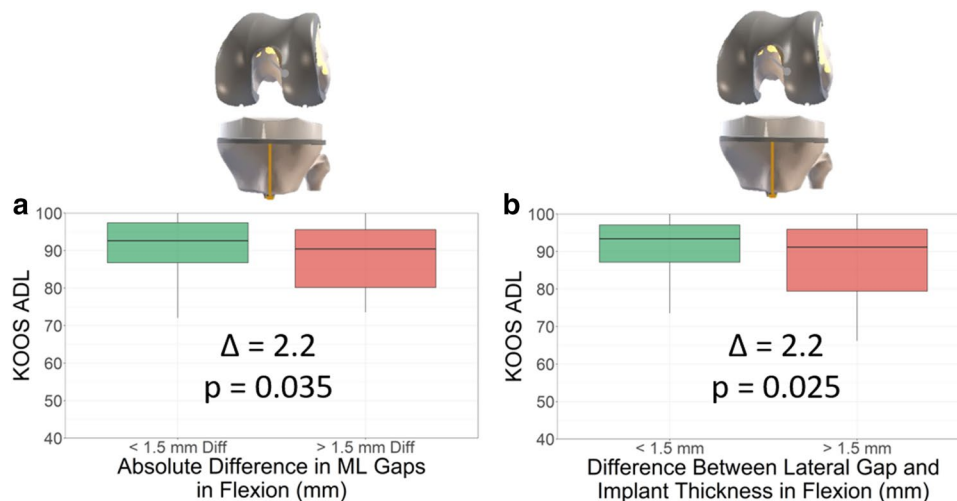 a
100
90
80
70
60
50
40
KOOS ADL
Δ = 2.2
p = 0.035
< 1.5 mm Diff
> 1.5 mm Diff
Absolute Difference in ML Gaps
in Flexion (mm)
b
100
90
80
70
60
50
40
KOOS ADL
Δ = 2.2
p = 0.025
< 1.5 mm
> 1.5 mm
Difference Between Lateral Gap and
Implant Thickness in Flexion (mm)